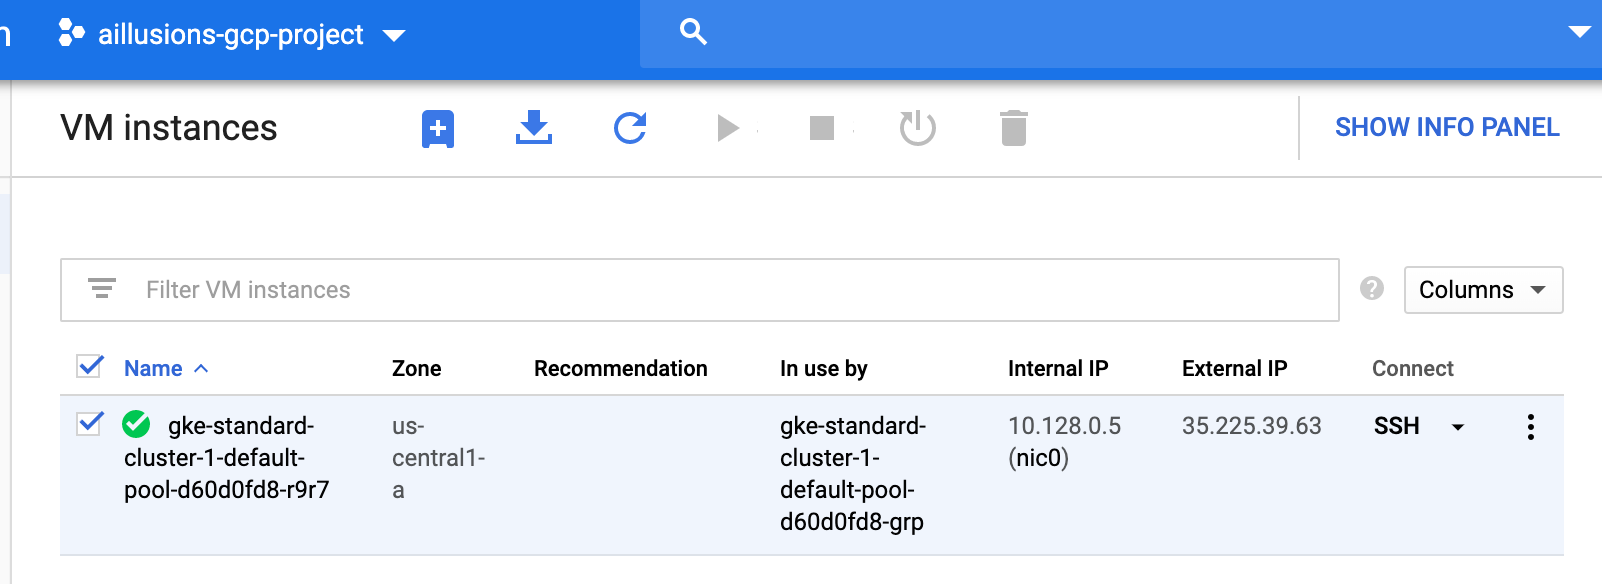 aillusions-gcp-project
VM instances
SHOW INFO PANEL
Filter VM instances
Columns
Name Zone Recommendation In use by Internal IP External IP Connect
gke-standard-
cluster-1-default-
pool-d60d0fd8-r9r7
us-
central1-
a
gke-standard-
cluster-1-
default-pool-
d60d0fd8-grp
10.128.0.5
(nic0)
35.225.39.63
SSH